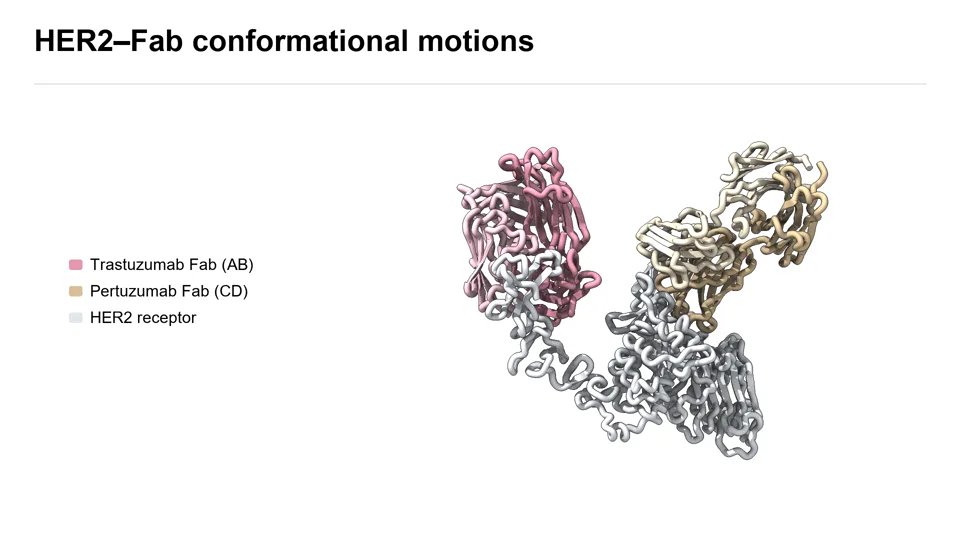 HER2–Fab conformational motions
Trastuzumab Fab (AB)
Pertuzumab Fab (CD)
HER2 receptor